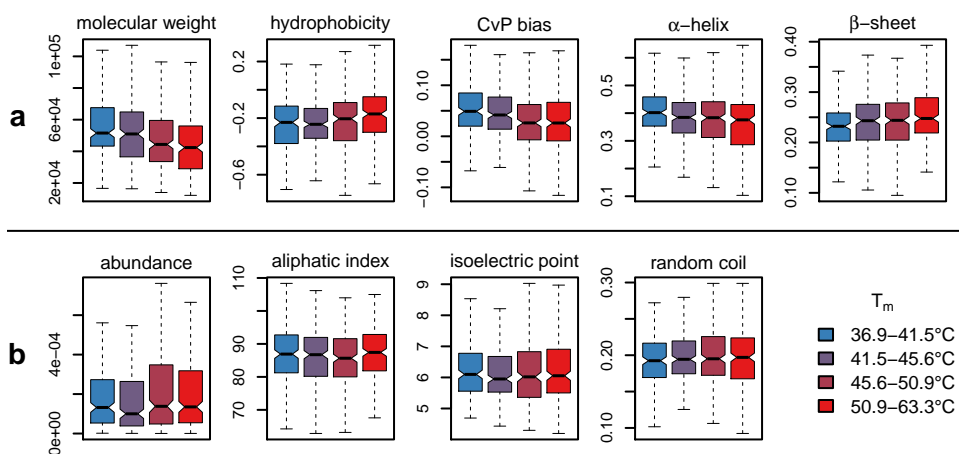 molecular weight hydrophobicity CvP bias α−helix β−sheet
a
2e+04 6e+04 1e+05
−0.6 −0.2 0.2
−0.10 0.00 0.10
0.1 0.3 0.5
0.10 0.20 0.30 0.40
abundance aliphatic index isoelectric point random coil
b
0e+00 4e−04
70 80 90 110
5 6 7 8 9
0.10 0.20 0.30
Tm
36.9−41.5°C
41.5−45.6°C
45.6−50.9°C
50.9−63.3°C